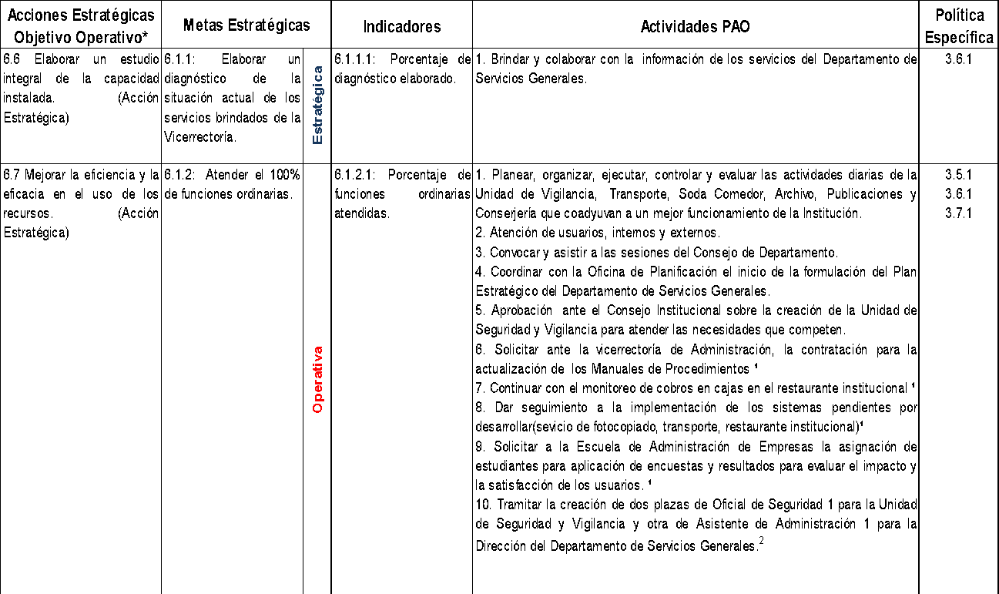 Acciones Estratégicas
Objetivo Operativo*
Metas Estratégicas
Indicadores
Actividades PAO
Política
Específica
6.6 Elaborar un estudio
integral de la capacidad
instalada. (Acción
Estratégica)
6.1.1: Elaborar un
diagnóstico de la
situación actual de los
servicios brindados de la
Vicerrectoría.
Estratégica
6.1.1.1: Porcentaje de
diagnóstico elaborado.
1. Brindar y colaborar con la información de los servicios del Departamento de
Servicios Generales.
3.6.1
6.7 Mejorar la eficiencia y la
eficacia en el uso de los
recursos. (Acción
Estratégica)
6.1.2: Atender el 100%
de funciones ordinarias.
Operativa
6.1.2.1: Porcentaje de
funciones ordinarias
atendidas.
1. Planear, organizar, ejecutar, controlar y evaluar las actividades diarias de la
Unidad de Vigilancia, Transporte, Soda Comedor, Archivo, Publicaciones y
Conserjería que coadyuvan a un mejor funcionamiento de la Institución.
2. Atención de usuarios, internos y externos.
3. Convocar y asistir a las sesiones del Consejo de Departamento.
4. Coordinar con la Oficina de Planificación el inicio de la formulación del Plan
Estratégico del Departamento de Servicios Generales.
5. Aprobación ante el Consejo Institucional sobre la creación de la Unidad de
Seguridad y Vigilancia para atender las necesidades que competen.
6. Solicitar ante la vicerrectoría de Administración, la contratación para la
actualización de los Manuales de Procedimientos ¹
7. Continuar con el monitoreo de cobros en cajas en el restaurante institucional ¹
8. Dar seguimiento a la implementación de los sistemas pendientes por
desarrollar(sevicio de fotocopiado, transporte, restaurante institucional)¹
9. Solicitar a la Escuela de Administración de Empresas la asignación de
estudiantes para aplicación de encuestas y resultados para evaluar el impacto y
la satisfacción de los usuarios. ¹
10. Tramitar la creación de dos plazas de Oficial de Seguridad 1 para la Unidad
de Seguridad y Vigilancia y otra de Asistente de Administración 1 para la
Dirección del Departamento de Servicios Generales.²
3.5.1
3.6.1
3.7.1